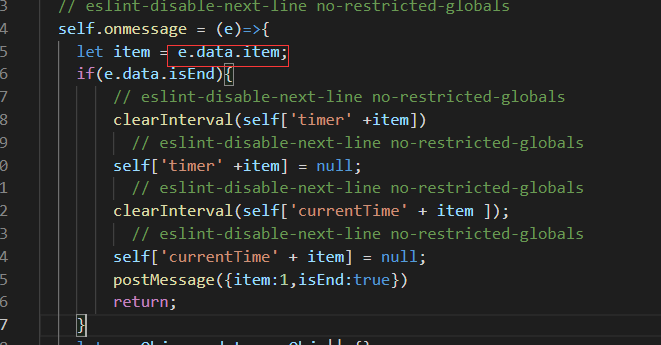 3 // eslint-disable-next-line no-restricted-globals
4 self.onmessage = (e)=>{
5 let item = e.data.item;
6 if(e.data.isEnd){
7 // eslint-disable-next-line no-restricted-globals
8 clearInterval(self['timer' +item])
9 // eslint-disable-next-line no-restricted-globals
0 self['timer' +item] = null;
1 // eslint-disable-next-line no-restricted-globals
2 clearInterval(self['currentTime' + item ]);
3 // eslint-disable-next-line no-restricted-globals
4 self['currentTime' + item] = null;
5 postMessage({item:1,isEnd:true})
6 return;
7 }